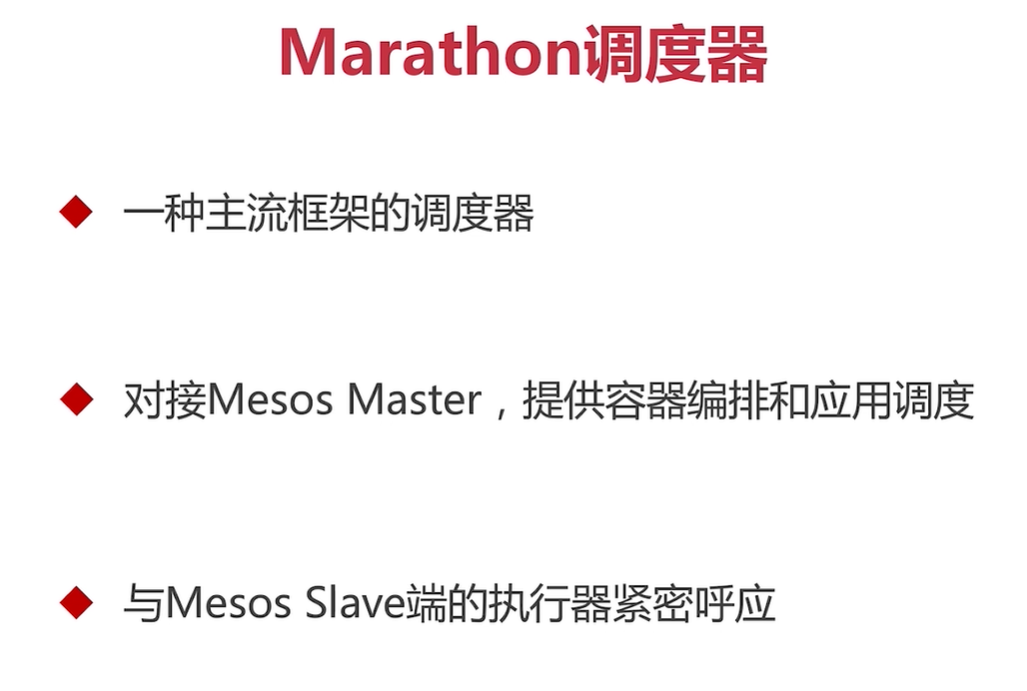 Marathon调度器
一种主流框架的调度器
对接Mesos Master，提供容器编排和应用调度
与Mesos Slave端的执行器紧密呼应